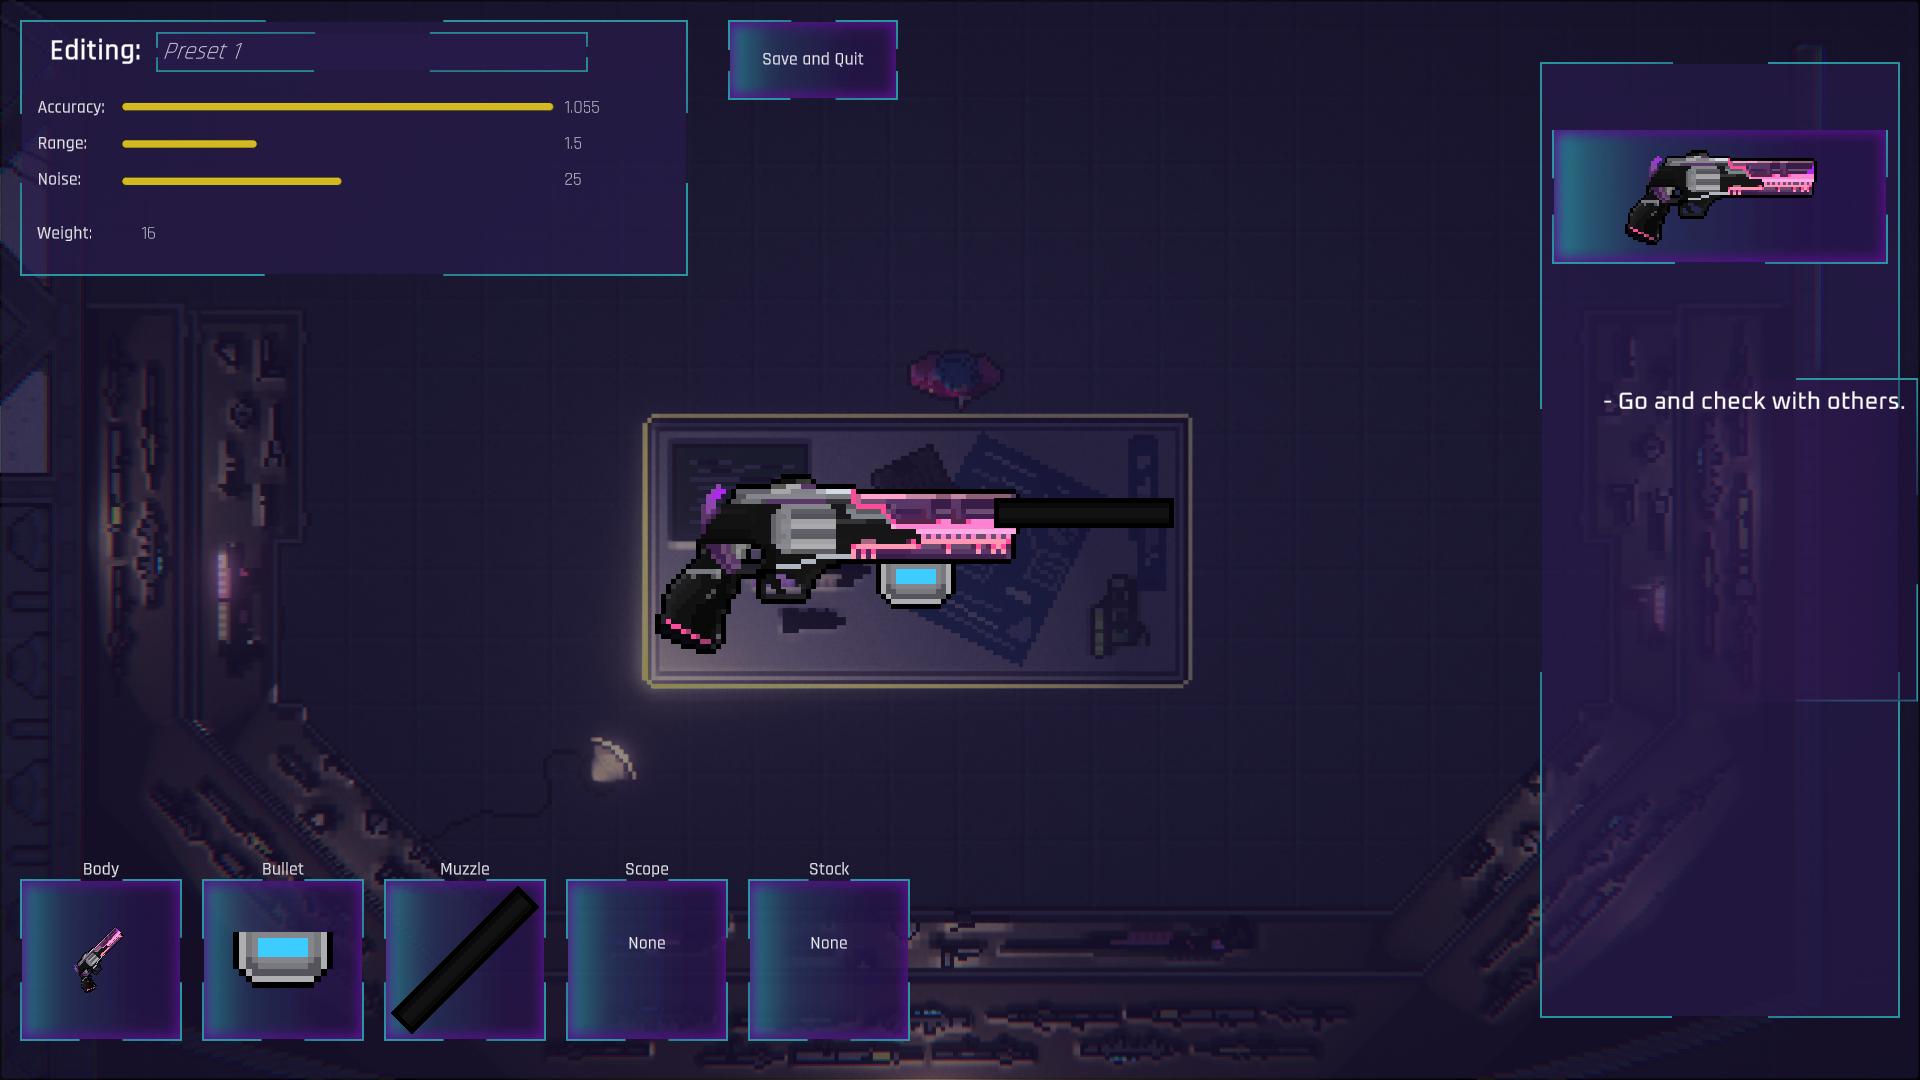 Editing: Preset 1
Save and Quit
Accuracy: 1.055
Range: 1.5
Noise: 25
Weight: 16
- Go and check with others.
Body Bullet Muzzle Scope Stock
None None